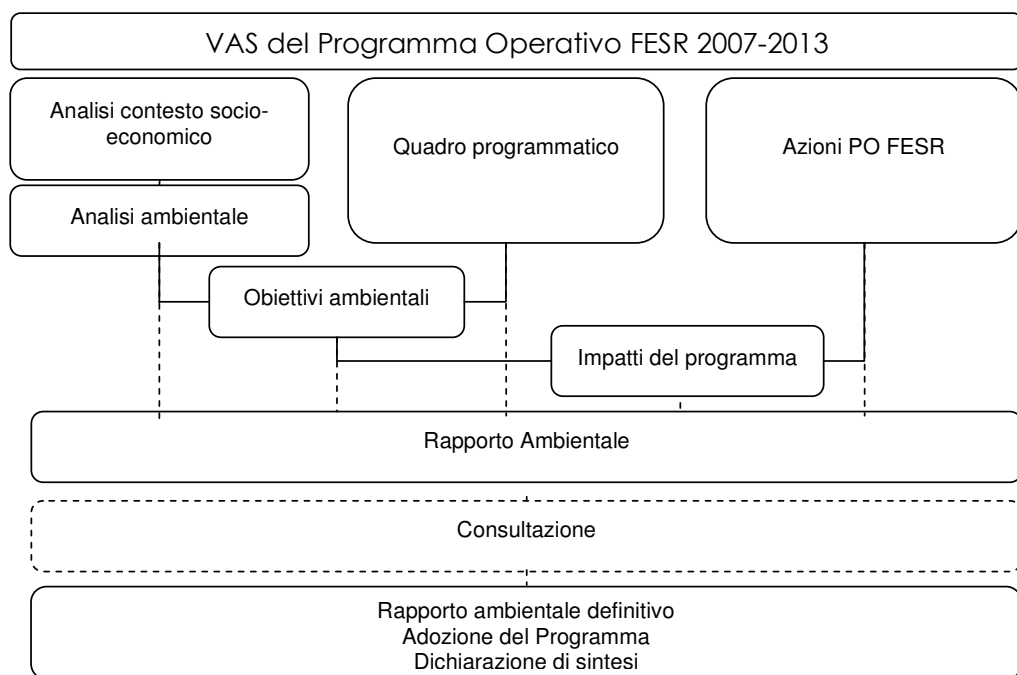 VAS del Programma Operativo FESR 2007-2013
Analisi contesto socio-
economico
Quadro programmatico
Azioni PO FESR
Analisi ambientale
Obiettivi ambientali
Impatti del programma
Rapporto Ambientale
Consultazione
Rapporto ambientale definitivo
Adozione del Programma
Dichiarazione di sintesi